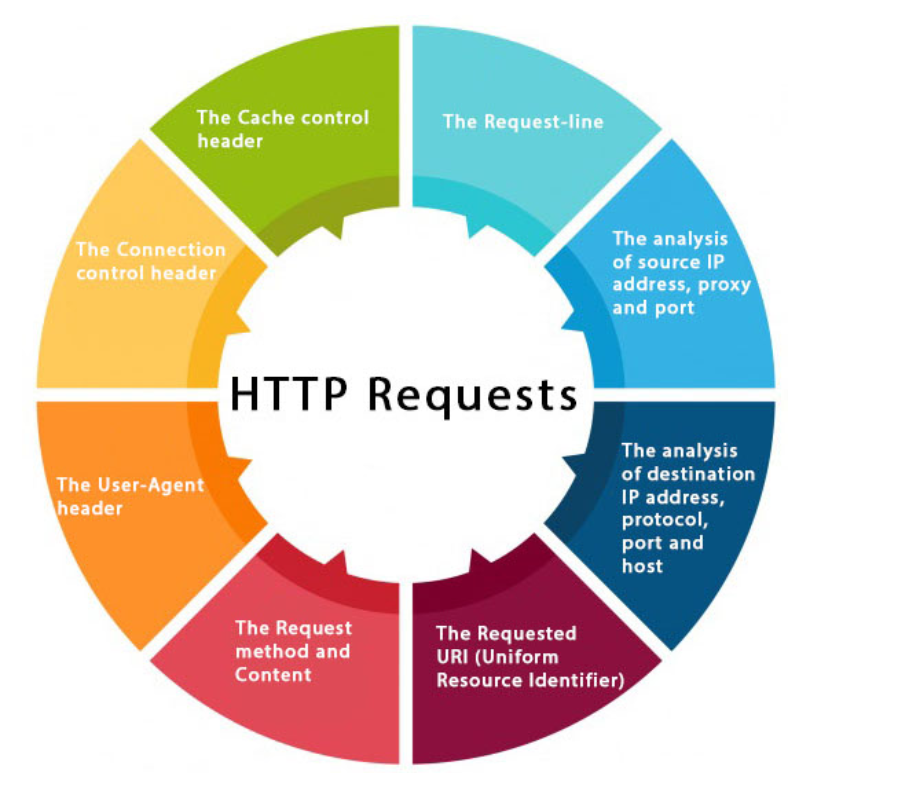 The Cache control
header
The Request-line
The analysis
of source IP
address, proxy
and port
The analysis
of destination
IP address,
protocol,
port and
host
The Requested
URI (Uniform
Resource Identifier)
The Request
method and
Content
The User-Agent
header
The Connection
control header
HTTP Requests